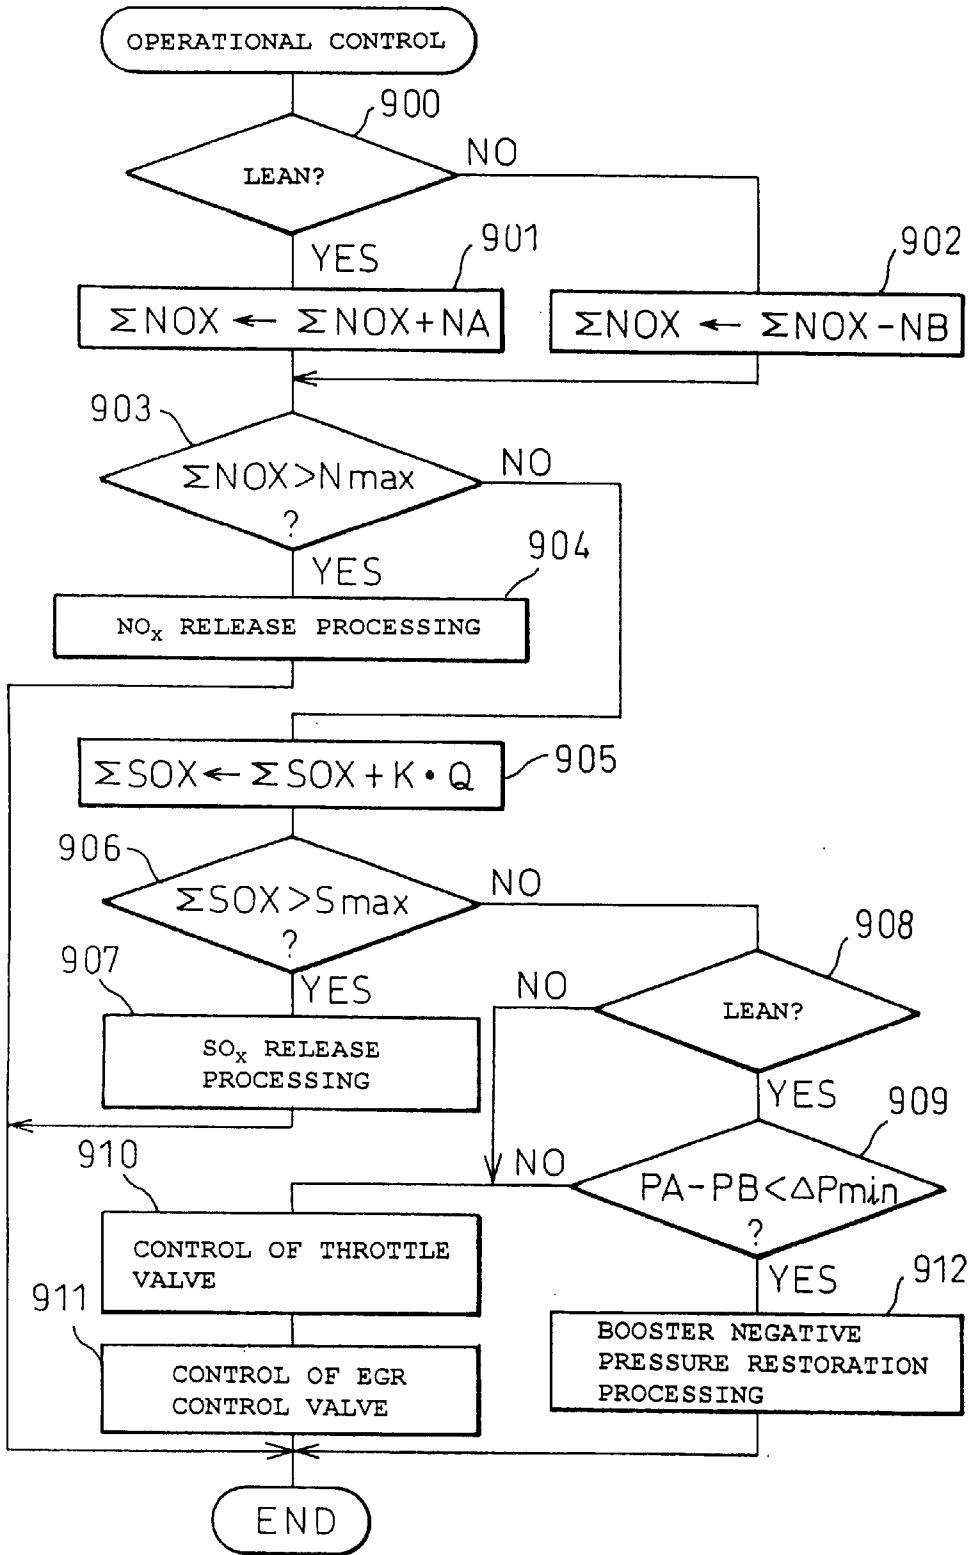 OPERATIONAL CONTROL
900
LEAN?
NO
YES
901
902
ΣNOX ← ΣNOX+NA
ΣNOX ← ΣNOX-NB
903
ΣNOX>Nmax
?
NO
YES
904
NOx RELEASE PROCESSING
ΣSOX ← ΣSOX+K·Q
905
906
ΣSOX>Smax
?
NO
YES
907
SOx RELEASE
PROCESSING
908
LEAN?
NO
YES
909
PA-PB<ΔPmin
?
NO
YES
910
CONTROL OF THROTTLE
VALVE
911
CONTROL OF EGR
CONTROL VALVE
912
BOOSTER NEGATIVE
PRESSURE RESTORATION
PROCESSING
END